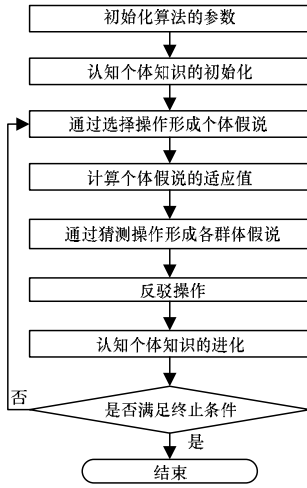 初始化算法的参数
认知个体知识的初始化
通过选择操作形成个体假说
计算个体假说的适应值
通过猜测操作形成各群体假说
反驳操作
认知个体知识的进化
否
是否满足终止条件
是
结束